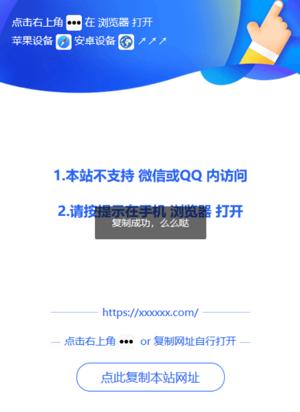 点击右上角 ••• 在 浏览器 打开
苹果设备 安卓设备 ↗↗↗
1.本站不支持 微信或QQ 内访问
2.请按提示在手机 浏览器 打开
复制成功，么么哒
https://xxxxxx.com/
点击右上角 ••• or 复制网址自行打开
点此复制本站网址